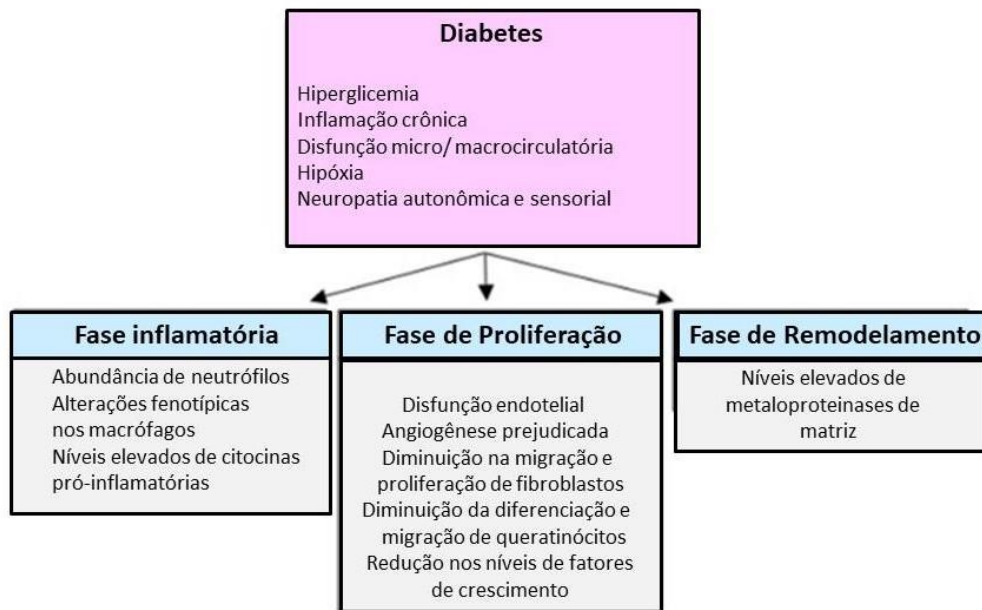 Diabetes
Hiperglicemia
Inflamação crônica
Disfunção micro/ macrocirculatória
Hipóxia
Neuropatia autonômica e sensorial
Fase inflamatória
Abundância de neutrófilos
Alterações fenotípicas
nos macrófagos
Níveis elevados de citocinas
pró-inflamatórias
Fase de Proliferação
Disfunção endotelial
Angiogênese prejudicada
Diminuição na migração e
proliferação de fibroblastos
Diminuição da diferenciação e
migração de queratinócitos
Redução nos níveis de fatores
de crescimento
Fase de Remodelamento
Níveis elevados de
metaloproteinases de
matriz